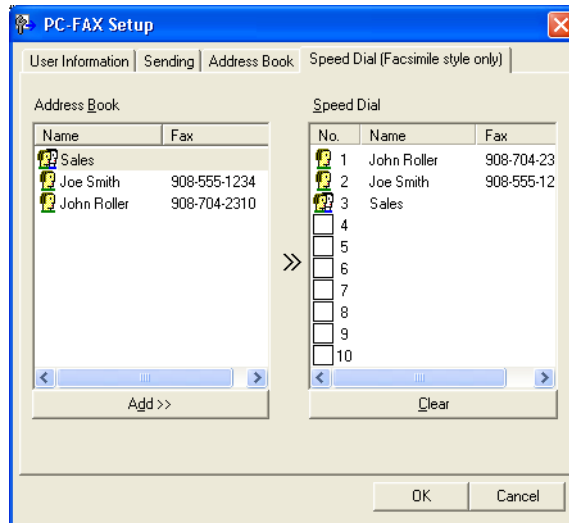 PC-FAX Setup
User Information Sending Address Book Speed Dial (Facsimile style only)
Address Book Speed Dial
Name Fax No. Name Fax
Sales 1 John Roller 908-704-23
Joe Smith 908-555-1234 2 Joe Smith 908-555-12
John Roller 908-704-2310 3 Sales
4
5
6
7
8
9
10
Add >> Clear
OK Cancel